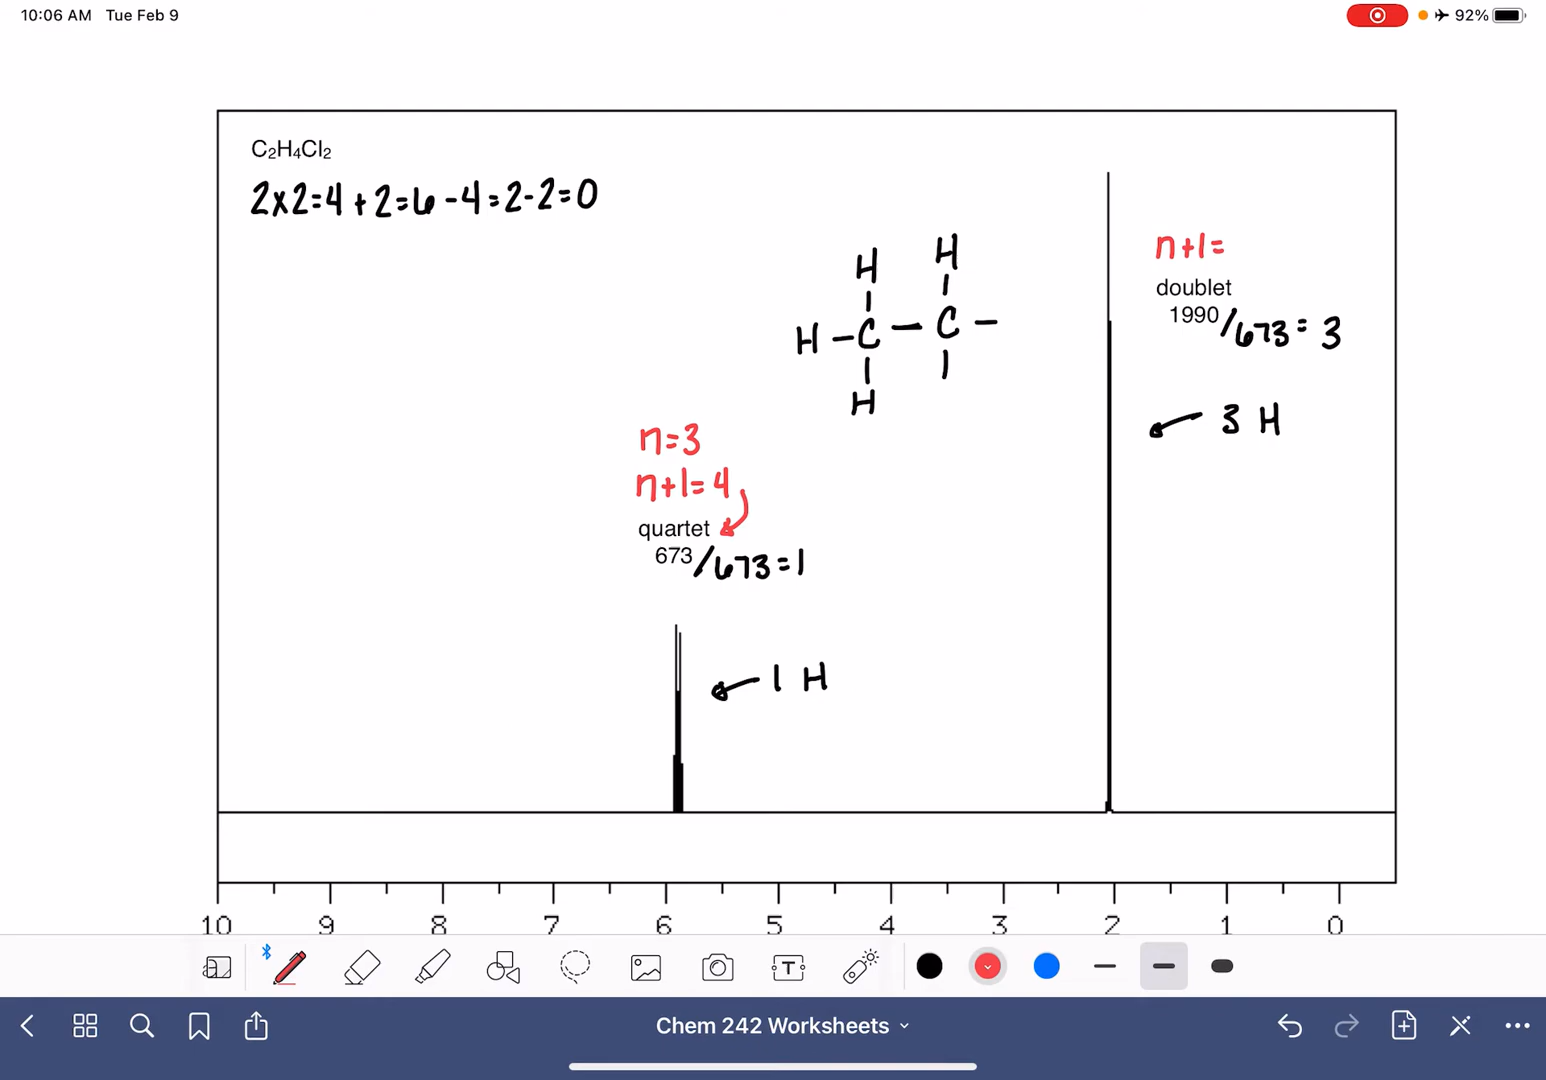 10:06 AM Tue Feb 9
92%
C₂H₄Cl₂
2x2=4+2=6-4=2-2=0
H H
H-C-C-
H
n+1=
doublet
1990/673=3
3 H
n=3
n+1=4
quartet
673/673=1
1 H
10 9 8 7 6 5 4 3 2 1 0
a
T
Chem 242 Worksheets